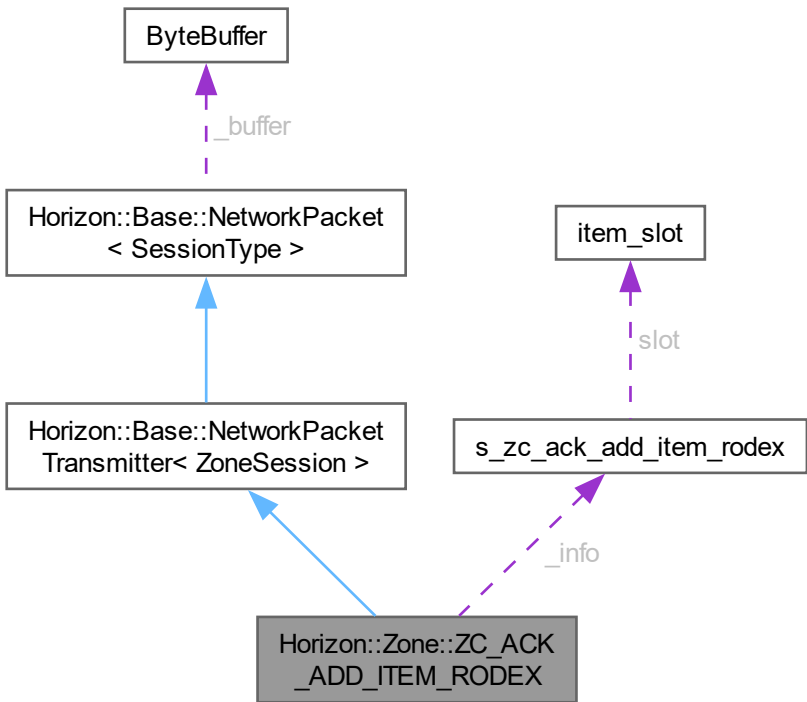 ByteBuffer
_buffer
Horizon::Base::NetworkPacket
< SessionType >
item_slot
slot
Horizon::Base::NetworkPacket
Transmitter< ZoneSession >
s_zc_ack_add_item_rodex
_info
Horizon::Zone::ZC_ACK
_ADD_ITEM_RODEX